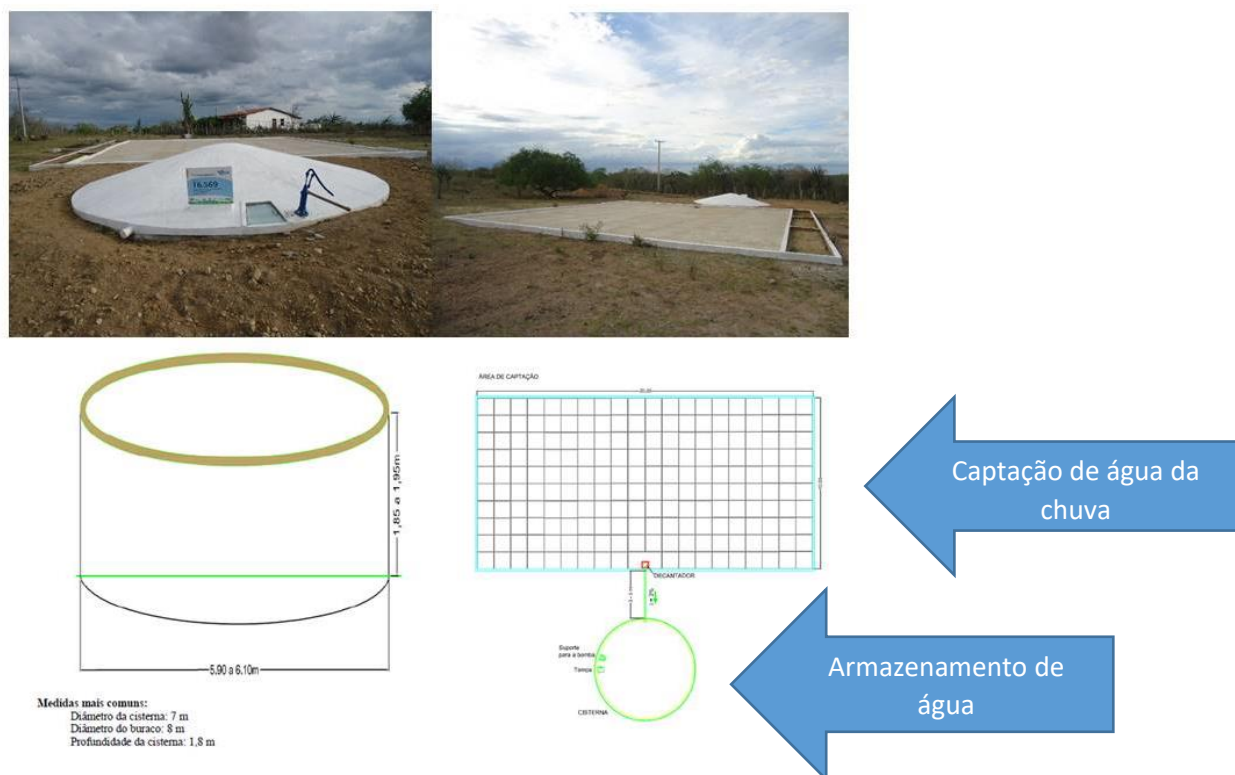 16.569
ÁREA DE CAPTAÇÃO
1,85 a 1,95m
5,90 a 6,10m
DECANTADOR
Suporte
para a bomba
Tampa
CISTERNA
Medidas mais comuns:
Diâmetro da cisterna: 7 m
Diâmetro do buraco: 8 m
Profundidade da cisterna: 1,8 m
Captação de água da
chuva
Armazenamento de
água